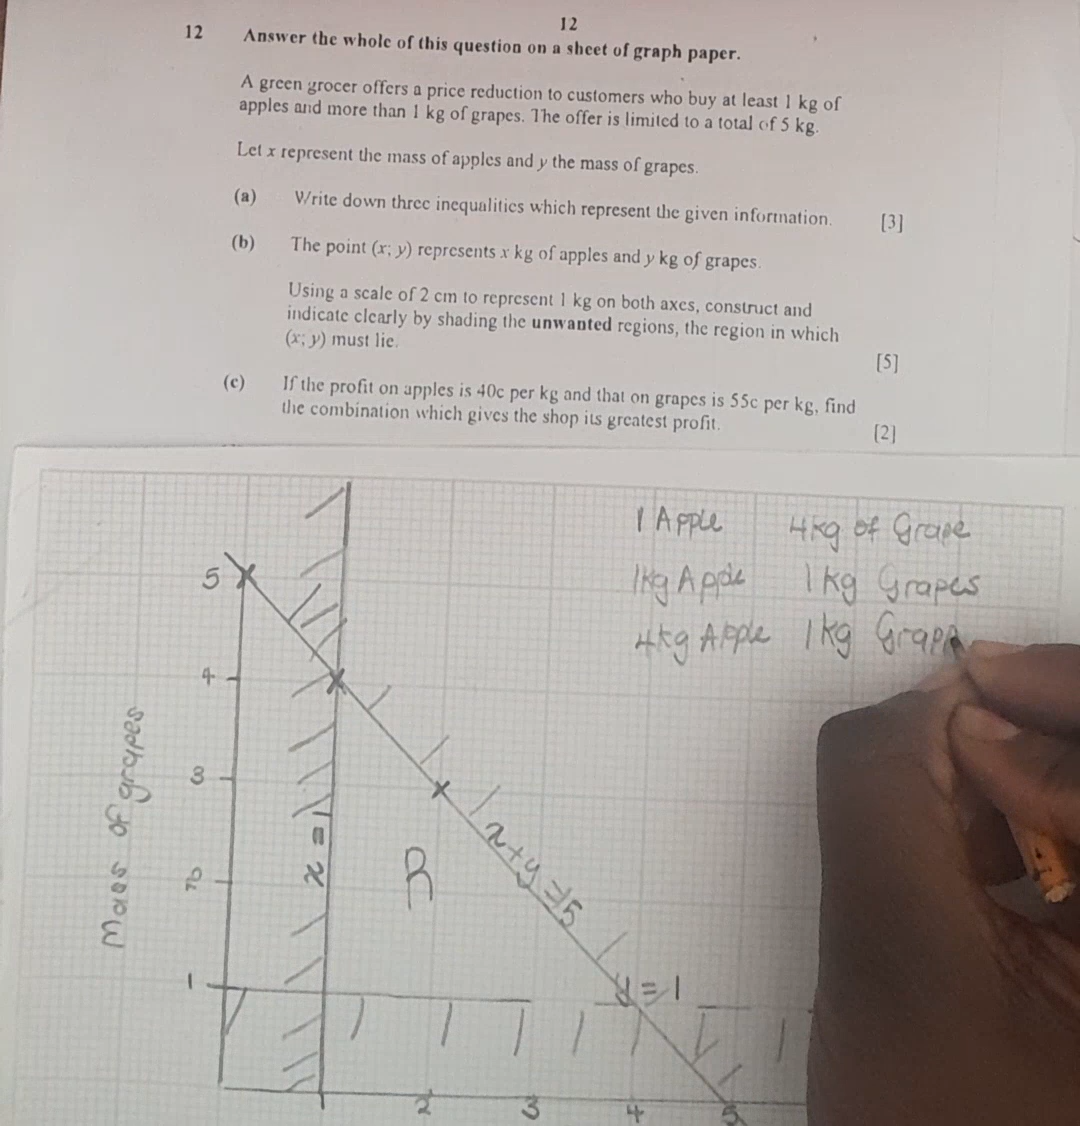 12
12 Answer the whole of this question on a sheet of graph paper.
A green grocer offers a price reduction to customers who buy at least 1 kg of
apples and more than 1 kg of grapes. The offer is limited to a total of 5 kg.
Let x represent the mass of apples and y the mass of grapes.
(a) Write down three inequalities which represent the given information. [3]
(b) The point (x; y) represents x kg of apples and y kg of grapes.
Using a scale of 2 cm to represent 1 kg on both axes, construct and
indicate clearly by shading the unwanted regions, the region in which
(x; y) must lie.
[5]
(c) If the profit on apples is 40c per kg and that on grapes is 55c per kg, find
the combination which gives the shop its greatest profit.
[2]
1 Apple 4kg of Grape
1kg Apple 1kg Grapes
4kg Apple 1kg
5
4
3
2
1
Mass of grapes
x = 1
R
x + y = 5
y = 1
2 3 4 5